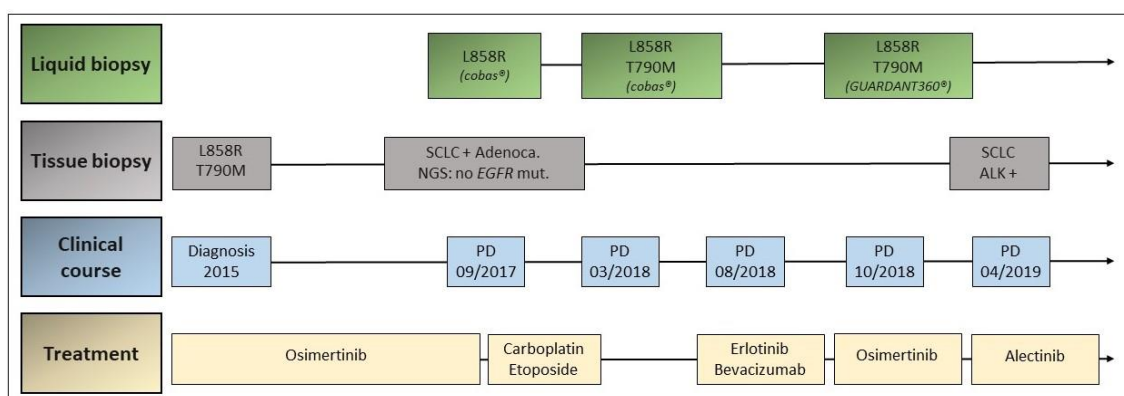 Liquid biopsy
L858R
(cobas®)
L858R
T790M
(cobas®)
L858R
T790M
(GUARDANT360®)
Tissue biopsy
L858R
T790M
SCLC + Adenoca.
NGS: no EGFR mut.
SCLC
ALK +
Clinical
course
Diagnosis
2015
PD
09/2017
PD
03/2018
PD
08/2018
PD
10/2018
PD
04/2019
Treatment
Osimertinib
Carboplatin
Etoposide
Erlotinib
Bevacizumab
Osimertinib
Alectinib